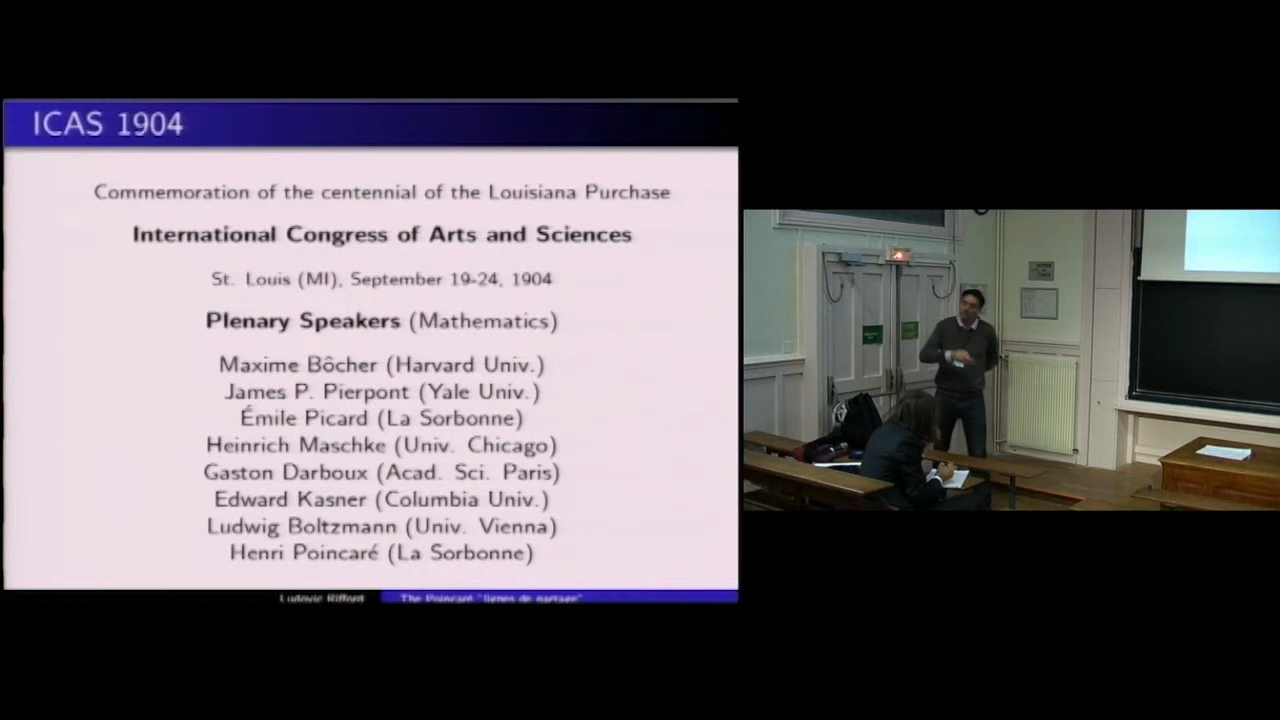 ICAS 1904
Commemoration of the centennial of the Louisiana Purchase
International Congress of Arts and Sciences
St. Louis (MI), September 19-24, 1904
Plenary Speakers (Mathematics)
Maxime Bôcher (Harvard Univ.)
James P. Pierpont (Yale Univ.)
Émile Picard (La Sorbonne)
Heinrich Maschke (Univ. Chicago)
Gaston Darboux (Acad. Sci. Paris)
Edward Kasner (Columbia Univ.)
Ludwig Boltzmann (Univ. Vienna)
Henri Poincaré (La Sorbonne)
Ludovic Rifford The Poincaré "lignes de partage"